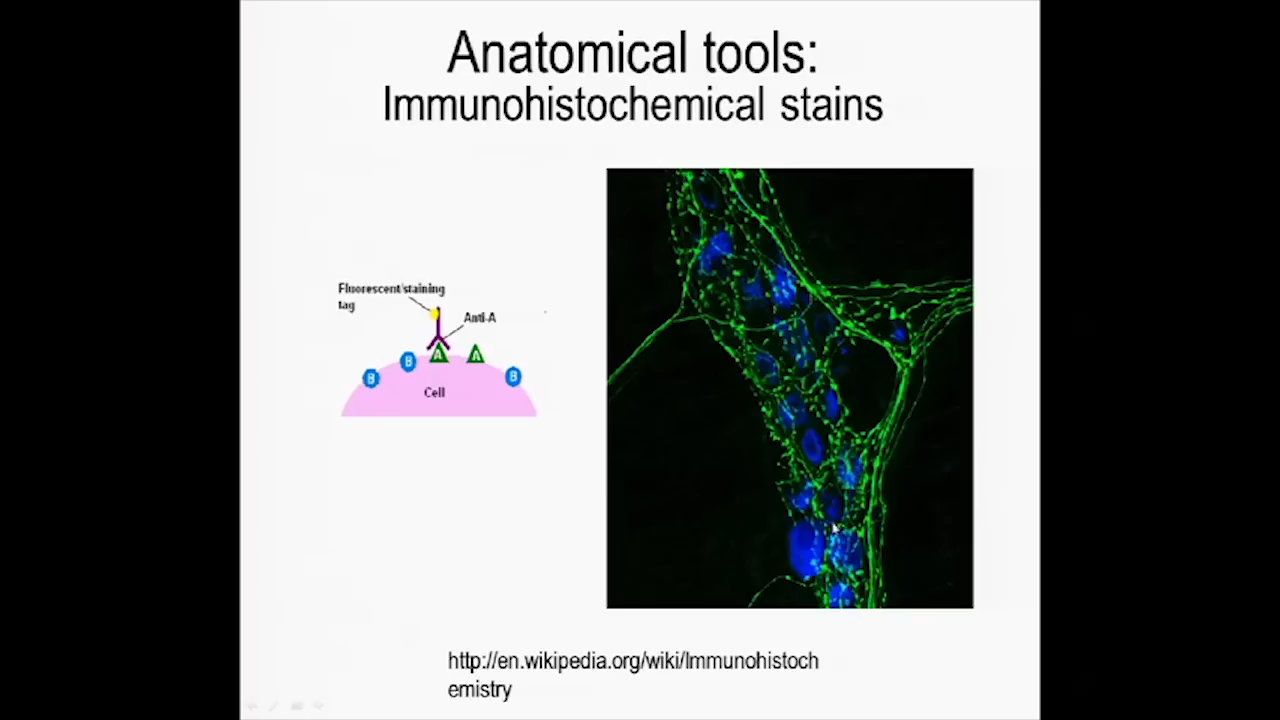 Anatomical tools:
Immunohistochemical stains
Fluorescent/staining
tag
Anti-A
A
A
B
B
B
Cell
http://en.wikipedia.org/wiki/Immunohistoch
emistry